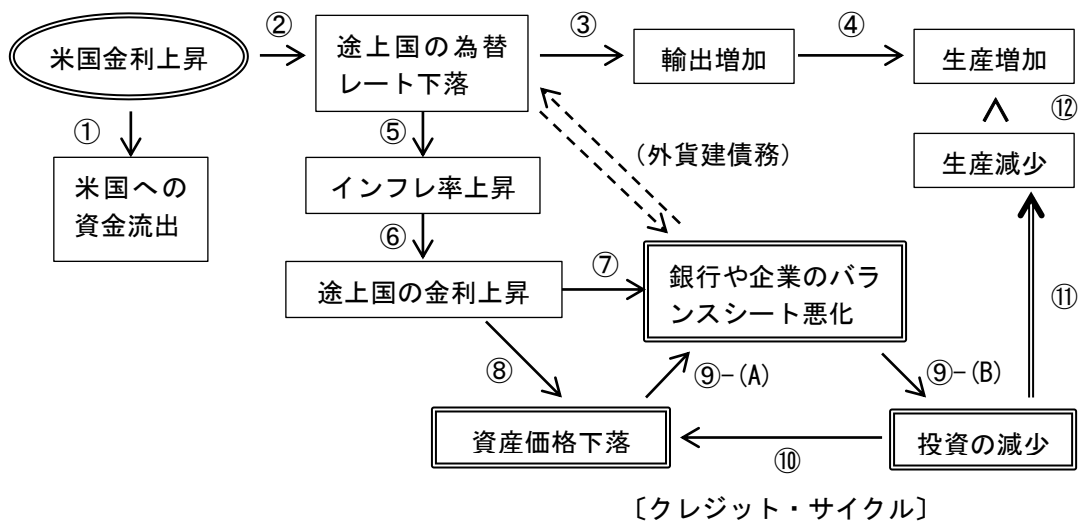 米国金利上昇
②
途上国の為替
レート下落
③
輸出増加
④
生産増加
①
⑤
⑫
(外貨建債務)
生産減少
米国への
資金流出
インフレ率上昇
⑥
途上国の金利上昇
⑦
銀行や企業のバラ
ンスシート悪化
⑪
⑧
⑨-(A)
⑨-(B)
資産価格下落
⑩
投資の減少
〔クレジット・サイクル〕